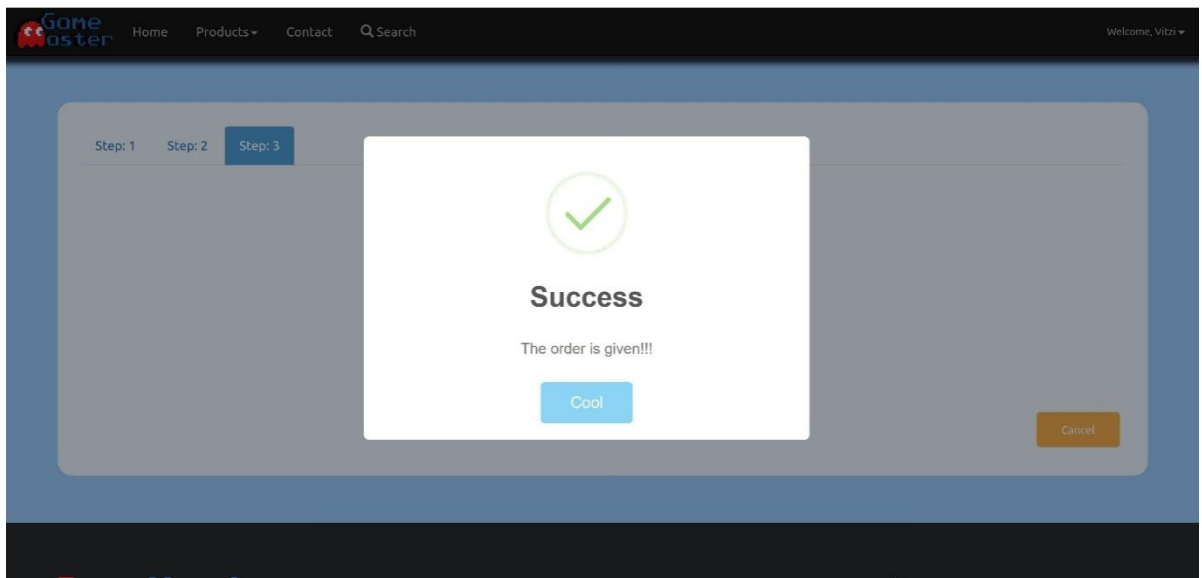 Game
Master
Home Products Contact Search
Welcome, Vitzi
Step: 1 Step: 2 Step: 3
Success
The order is given!!!
Cool
Cancel